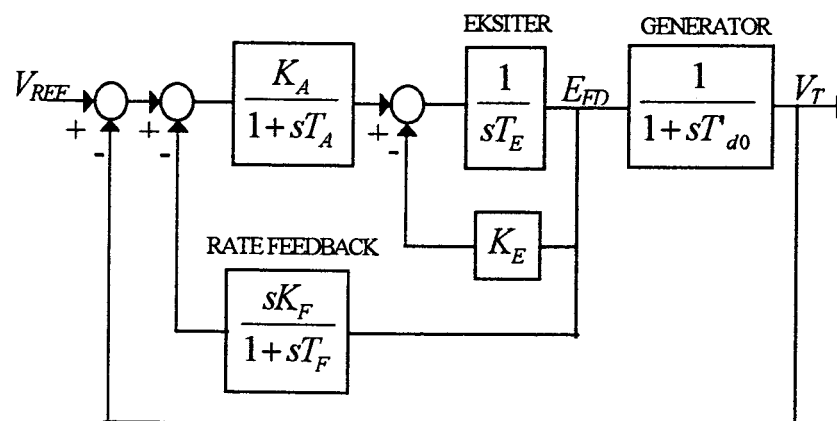 EKSITER GENERATOR
V_REF + - + - K_A / 1 + sT_A + - 1 / sT_E E_FD 1 / 1 + sT'_d0 V_T
K_E
RATE FEEDBACK
sK_F / 1 + sT_F